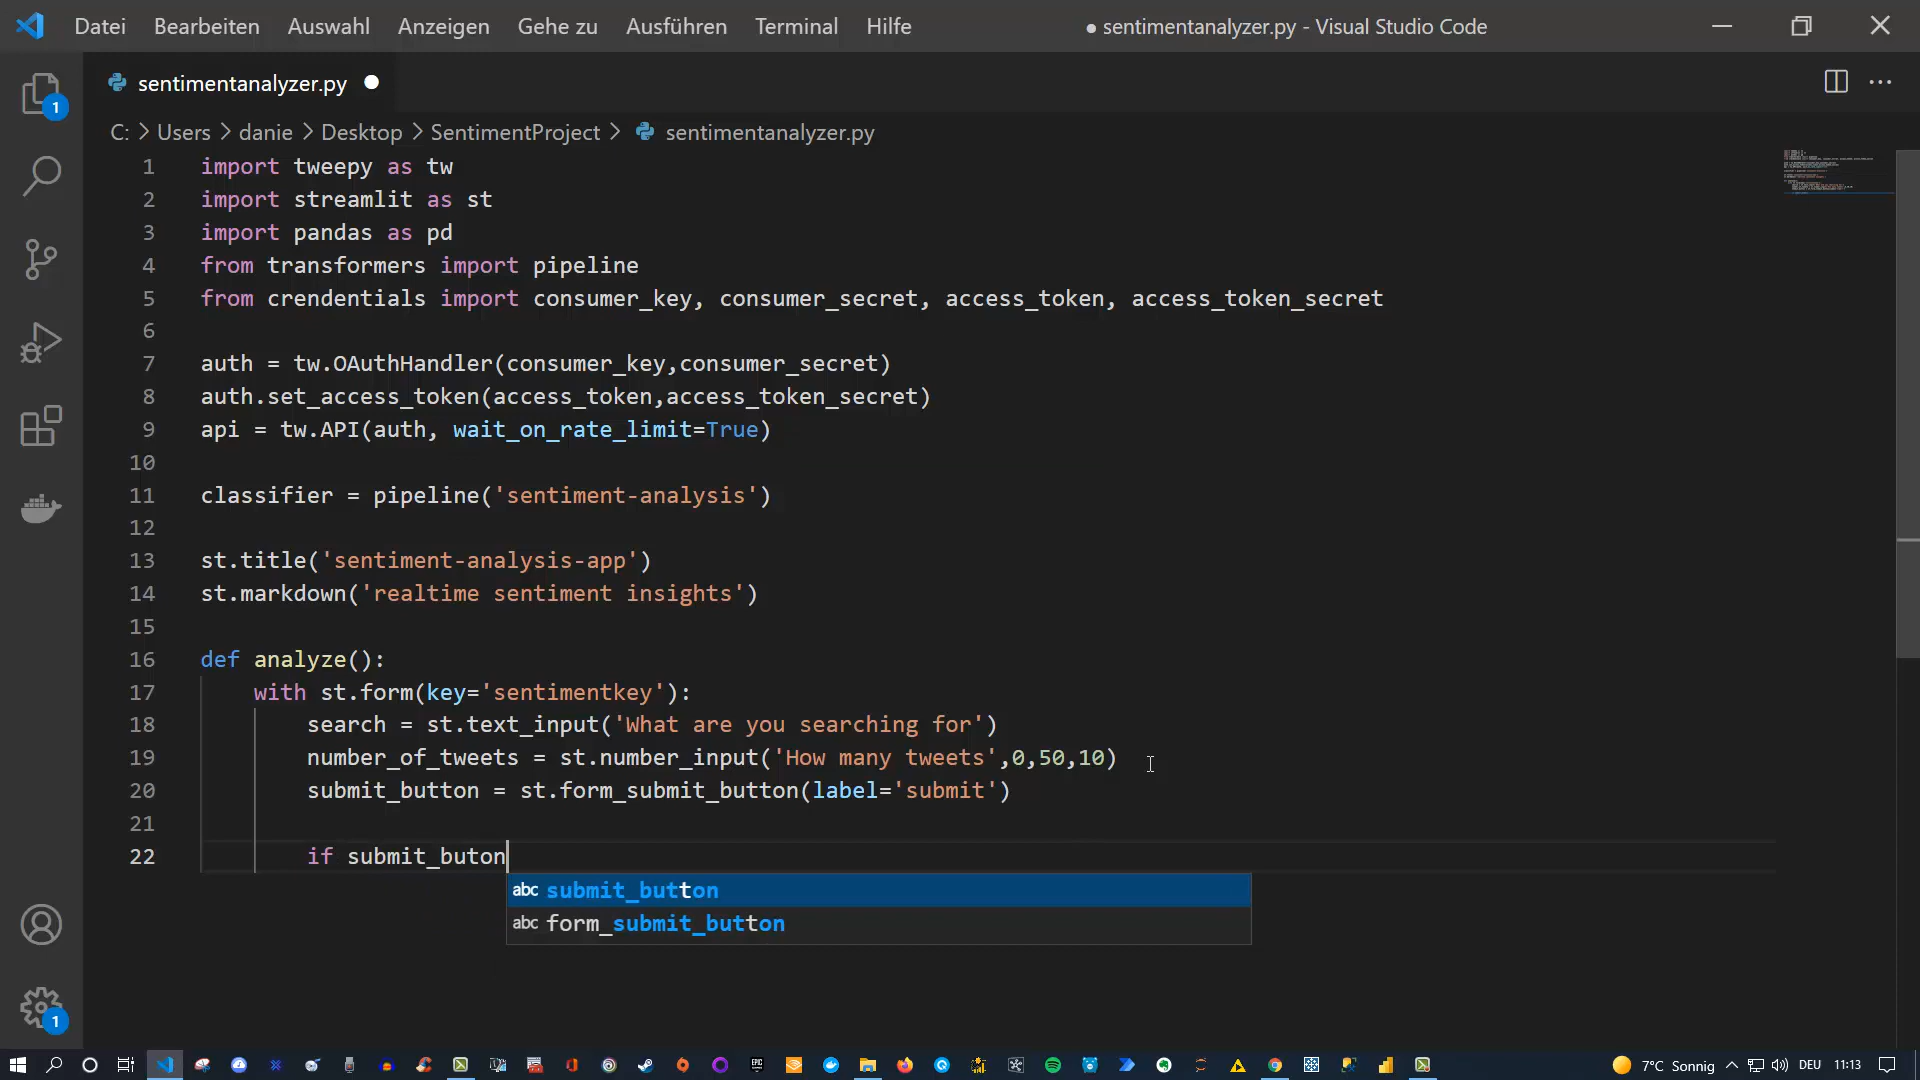 Datei Bearbeiten Auswahl Anzeigen Gehe zu Ausführen Terminal Hilfe ● sentimentanalyzer.py - Visual Studio Code
sentimentanalyzer.py
C: > Users > danie > Desktop > SentimentProject > sentimentanalyzer.py
1 import tweepy as tw
2 import streamlit as st
3 import pandas as pd
4 from transformers import pipeline
5 from crendentials import consumer_key, consumer_secret, access_token, access_token_secret
6
7 auth = tw.OAuthHandler(consumer_key,consumer_secret)
8 auth.set_access_token(access_token,access_token_secret)
9 api = tw.API(auth, wait_on_rate_limit=True)
10
11 classifier = pipeline('sentiment-analysis')
12
13 st.title('sentiment-analysis-app')
14 st.markdown('realtime sentiment insights')
15
16 def analyze():
17 with st.form(key='sentimentkey'):
18 search = st.text_input('What are you searching for')
19 number_of_tweets = st.number_input('How many tweets',0,50,10)
20 submit_button = st.form_submit_button(label='submit')
21
22 if submit_buton
abc submit_button
abc form_submit_button
1
1
7°C Sonnig DEU 11:13